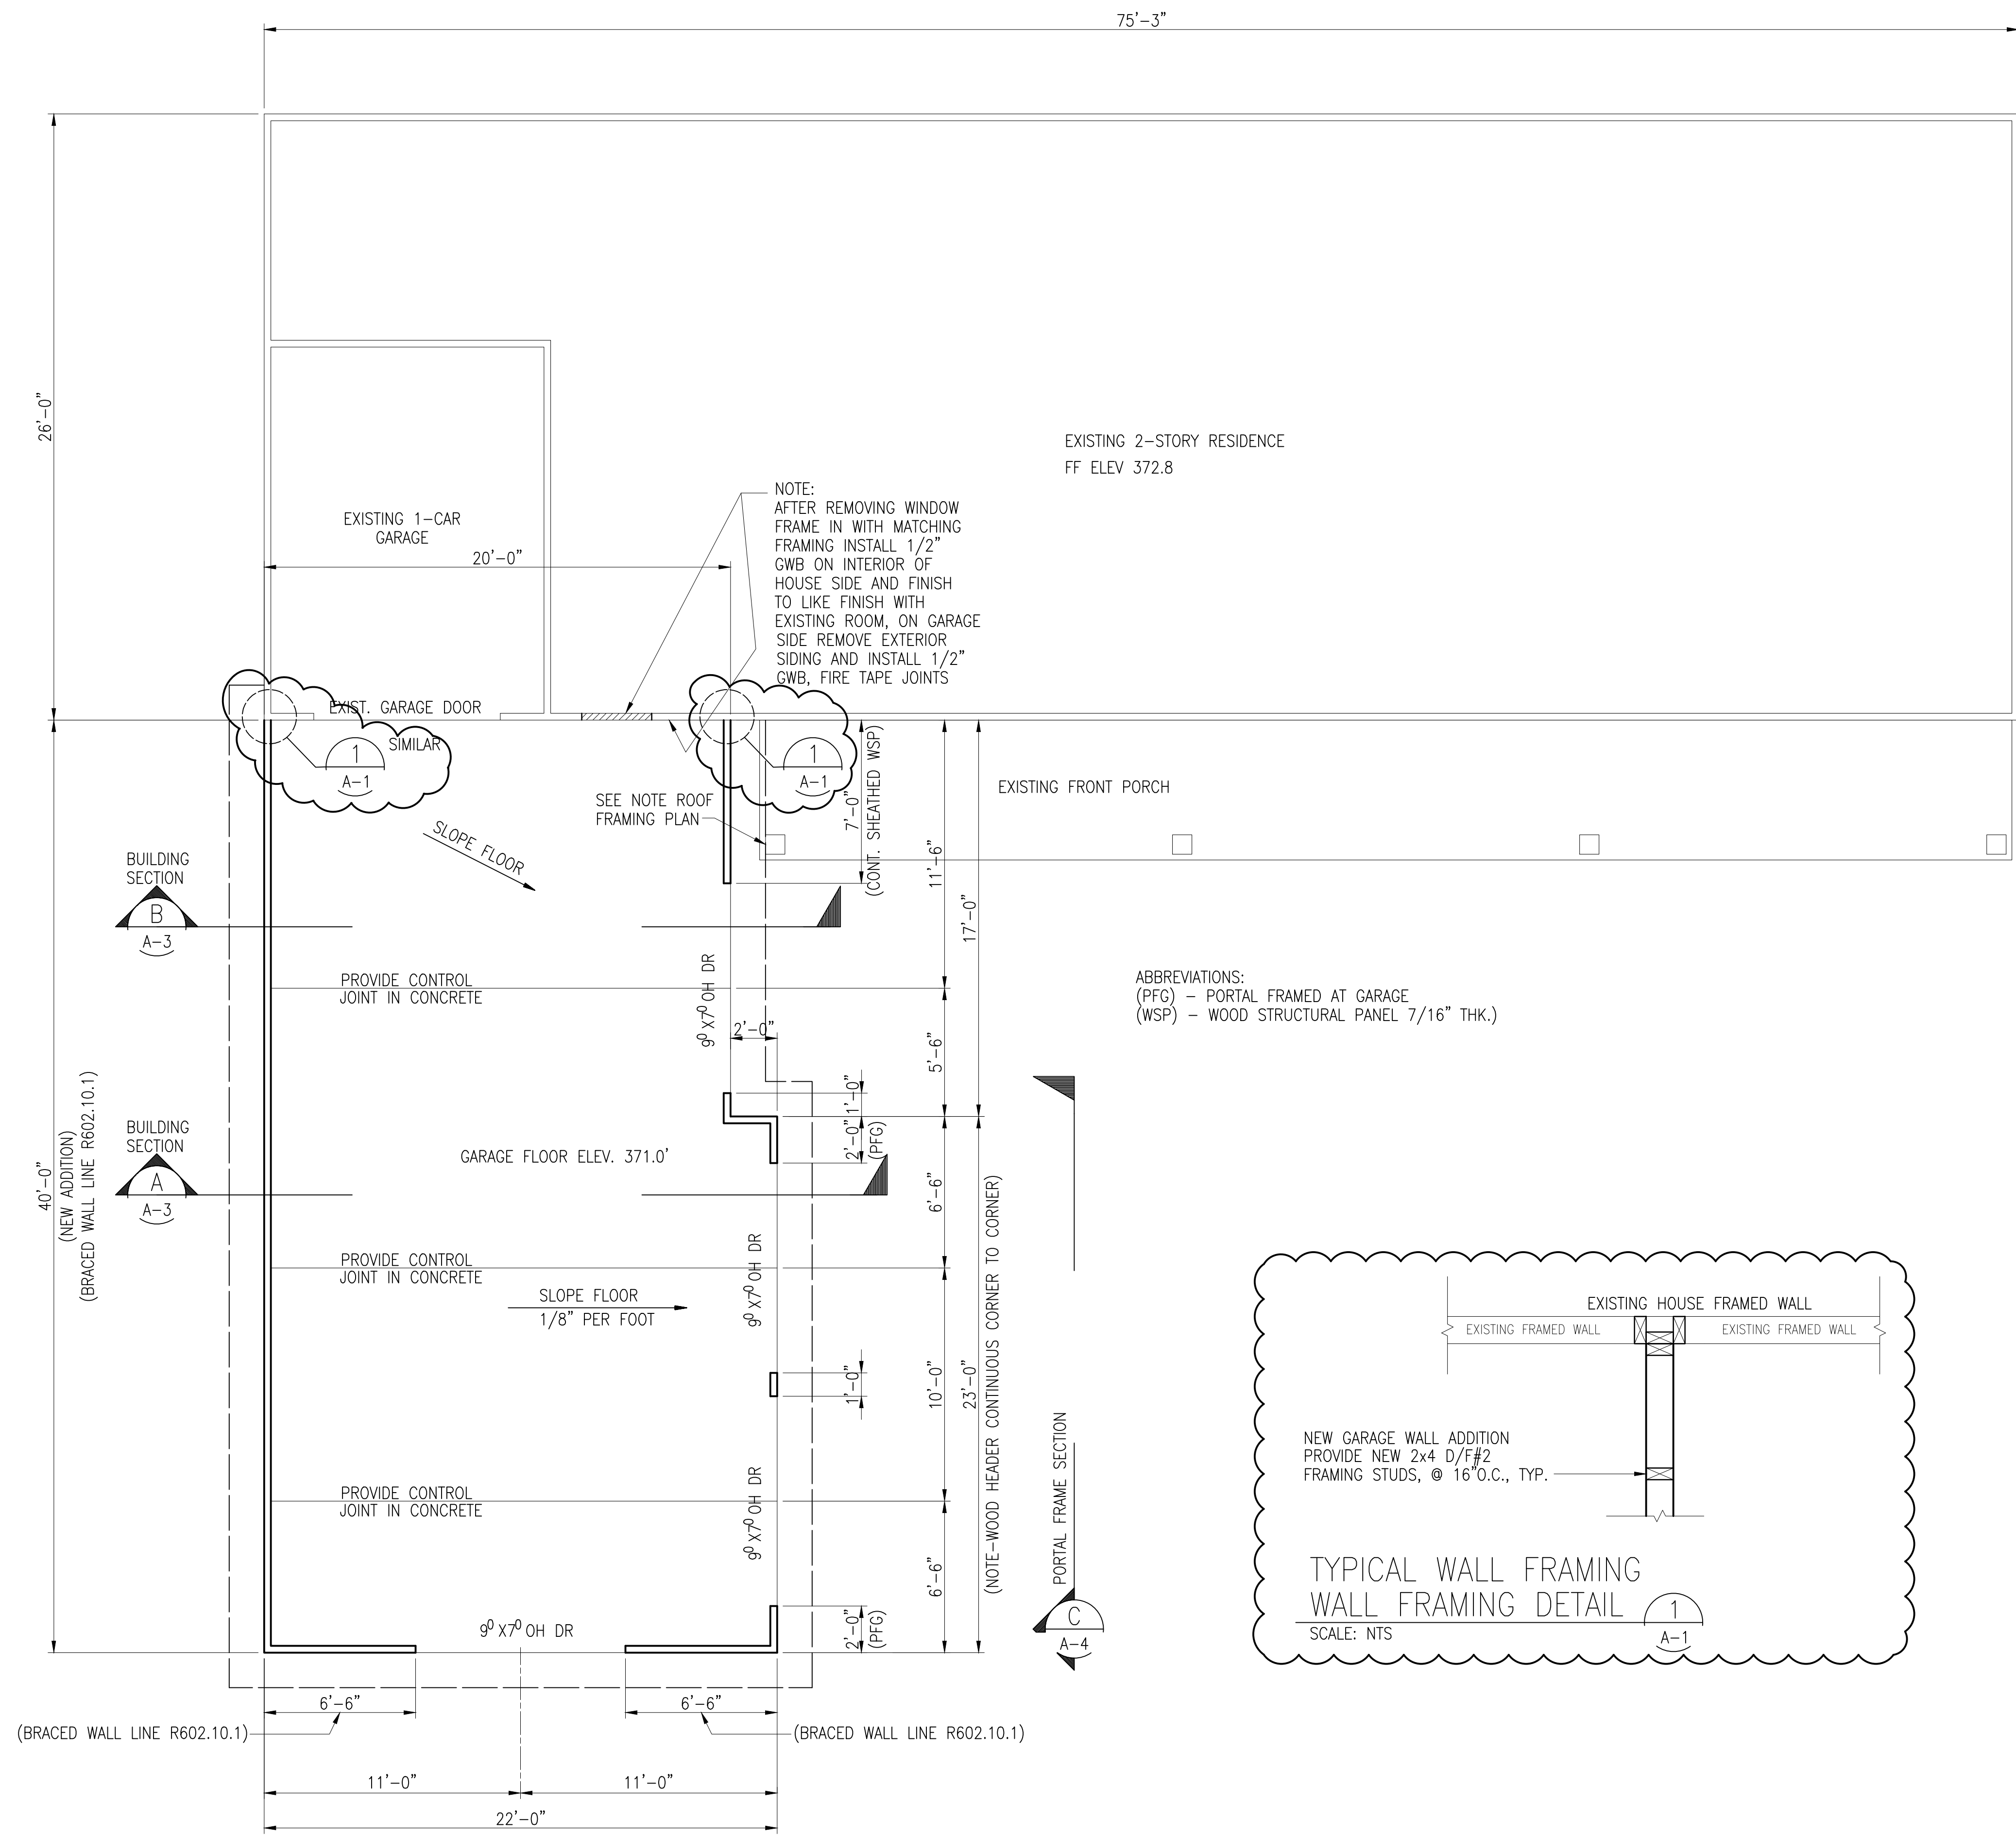 75'-3"
26'-0"
EXISTING 2-STORY RESIDENCE
FF ELEV 372.8
EXISTING 1-CAR
GARAGE
20'-0"
NOTE:
AFTER REMOVING WINDOW
FRAME IN WITH MATCHING
FRAMING INSTALL 1/2"
GWB ON INTERIOR OF
HOUSE SIDE AND FINISH
TO LIKE FINISH WITH
EXISTING ROOM, ON GARAGE
SIDE REMOVE EXTERIOR
SIDING AND INSTALL 1/2"
GWB, FIRE TAPE JOINTS
EXIST. GARAGE DOOR
SIMILAR
1
A-1
1
A-1
SEE NOTE ROOF
FRAMING PLAN
7'-0"
(CONT. SHEATHED WSP)
EXISTING FRONT PORCH
SLOPE FLOOR
BUILDING
SECTION
B
A-3
11'-6"
17'-0"
PROVIDE CONTROL
JOINT IN CONCRETE
9⁰ X7⁰ OH DR
2'-0"
ABBREVIATIONS:
(PFG) - PORTAL FRAMED AT GARAGE
(WSP) - WOOD STRUCTURAL PANEL 7/16" THK.)
5'-6"
1'-0"
2'-0"
(PFG)
40'-0"
(NEW ADDITION)
(BRACED WALL LINE R602.10.1)
BUILDING
SECTION
A
A-3
GARAGE FLOOR ELEV. 371.0'
6'-6"
PROVIDE CONTROL
JOINT IN CONCRETE
SLOPE FLOOR
1/8" PER FOOT
9⁰ X7⁰ OH DR
1'-0"
10'-0"
23'-0"
(NOTE-WOOD HEADER CONTINUOUS CORNER TO CORNER)
PORTAL FRAME SECTION
C
A-4
PROVIDE CONTROL
JOINT IN CONCRETE
9⁰ X7⁰ OH DR
6'-6"
2'-0"
(PFG)
9⁰ X7⁰ OH DR
6'-6"
6'-6"
(BRACED WALL LINE R602.10.1)
(BRACED WALL LINE R602.10.1)
11'-0"
11'-0"
22'-0"
EXISTING HOUSE FRAMED WALL
EXISTING FRAMED WALL
EXISTING FRAMED WALL
NEW GARAGE WALL ADDITION
PROVIDE NEW 2x4 D/F#2
FRAMING STUDS, @ 16"O.C., TYP.
TYPICAL WALL FRAMING
WALL FRAMING DETAIL
1
A-1
SCALE: NTS